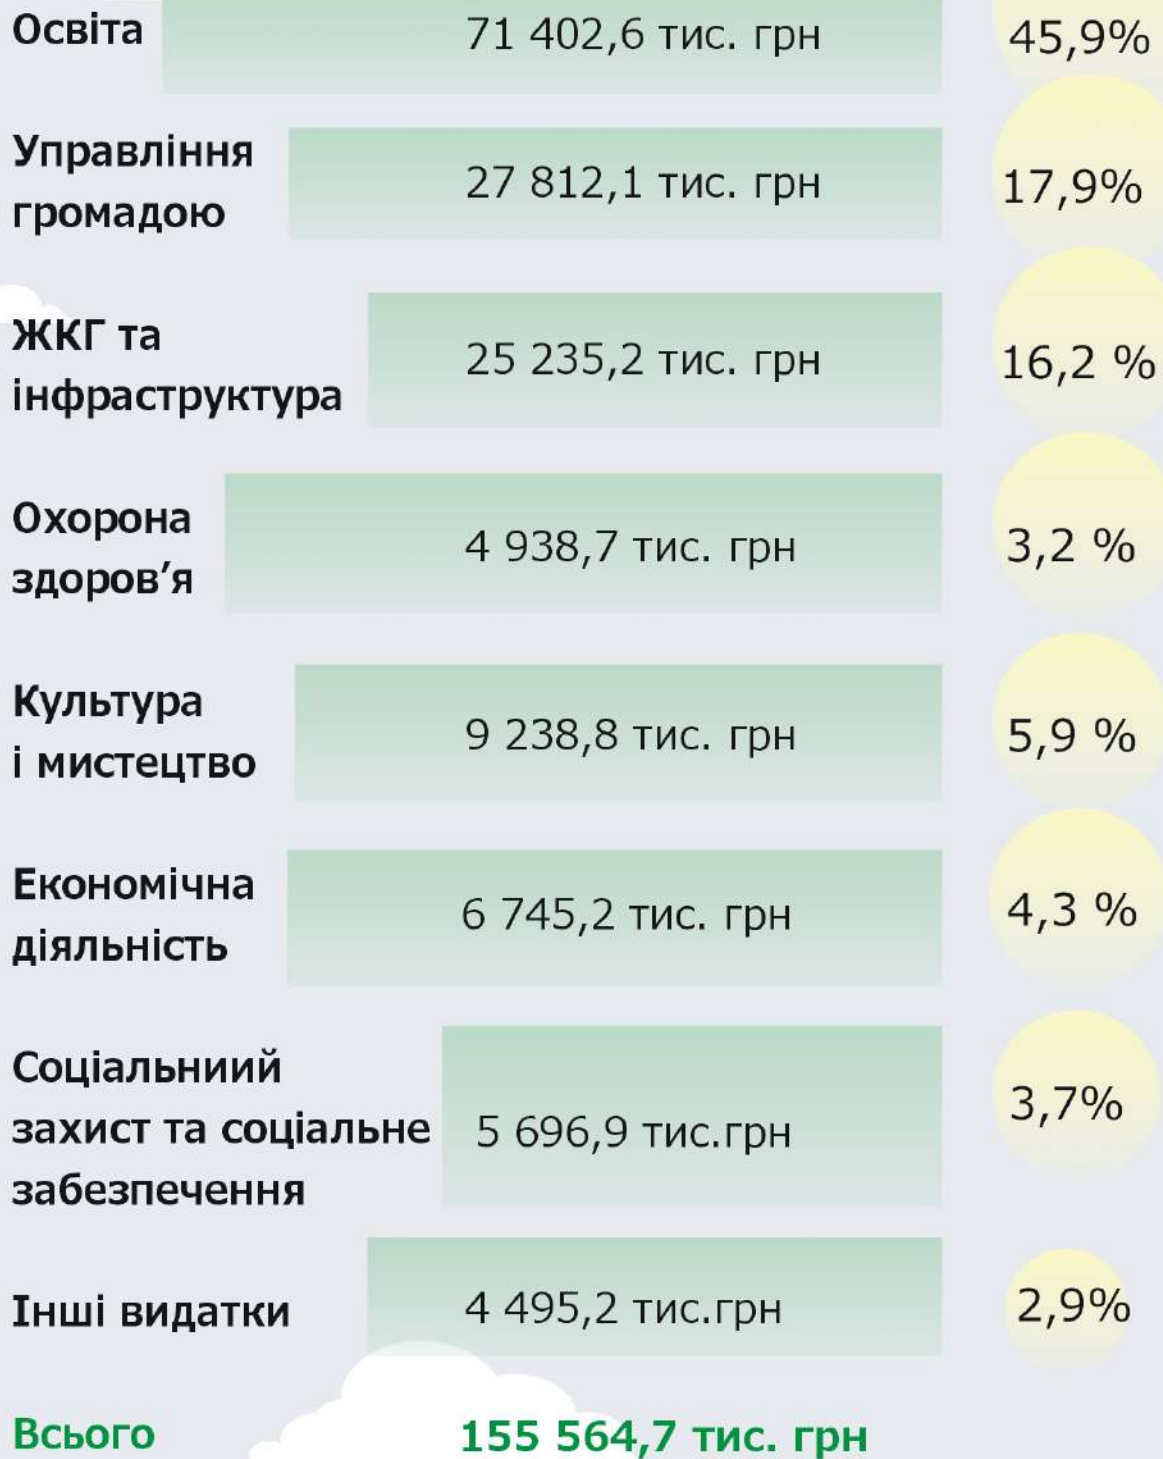 Освіта 71 402,6 тис. грн 45,9%
Управління
громадою
27 812,1 тис. грн 17,9%
ЖКГ та
інфраструктура
25 235,2 тис. грн 16,2 %
Охорона
здоров’я
4 938,7 тис. грн 3,2 %
Культура
і мистецтво
9 238,8 тис. грн 5,9 %
Економічна
діяльність
6 745,2 тис. грн 4,3 %
Соціальниий
захист та соціальне
забезпечення
5 696,9 тис.грн 3,7%
Інші видатки 4 495,2 тис.грн 2,9%
Всього 155 564,7 тис. грн